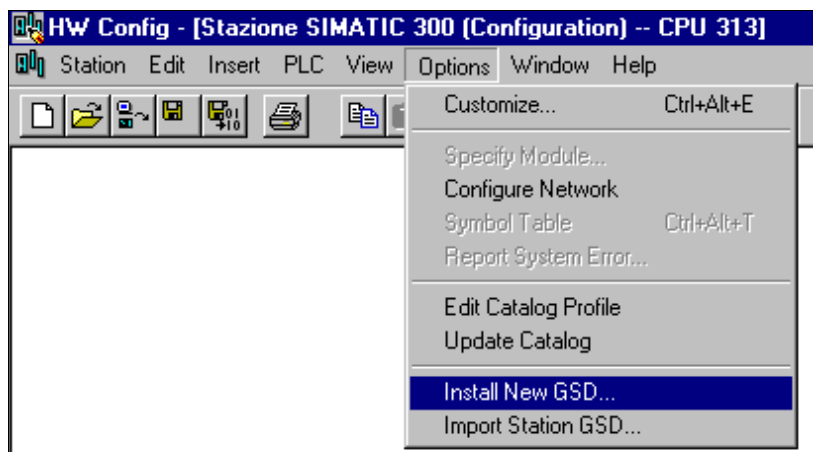 HW Config - [Stazione SIMATIC 300 (Configuration) -- CPU 313]
Station Edit Insert PLC View Options Window Help
Customize... Ctrl+Alt+E
Specify Module...
Configure Network
Symbol Table Ctrl+Alt+T
Report System Error...
Edit Catalog Profile
Update Catalog
Install New GSD...
Import Station GSD...